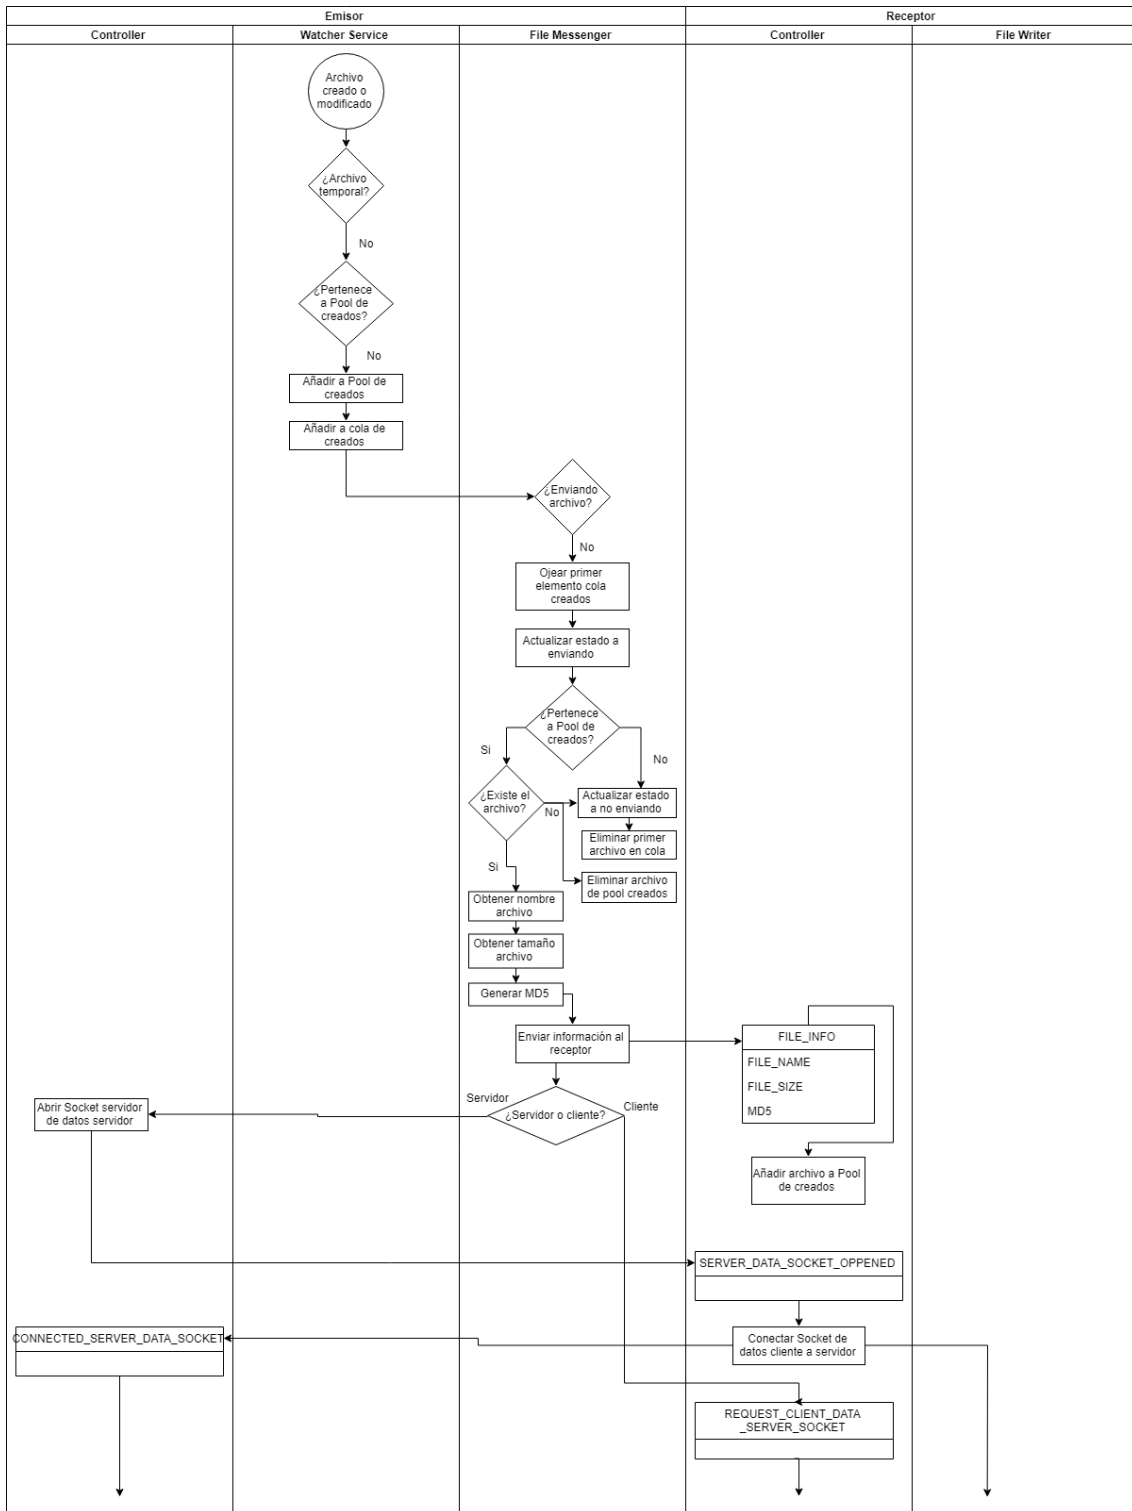 Emisor
Receptor
Controller
Watcher Service
File Messenger
Controller
File Writer
Archivo
creado o
modificado
¿Archivo
temporal?
No
¿Pertenece
a Pool de
creados?
No
Añadir a Pool de
creados
Añadir a cola de
creados
¿Enviando
archivo?
No
Ojear primer
elemento cola
creados
Actualizar estado a
enviando
¿Pertenece
a Pool de
creados?
Si
No
¿Existe el
archivo?
No
Actualizar estado
a no enviando
Eliminar primer
archivo en cola
Si
Eliminar archivo
de pool creados
Obtener nombre
archivo
Obtener tamaño
archivo
Generar MD5
Enviar información al
receptor
FILE_INFO
FILE_NAME
FILE_SIZE
MD5
Servidor
¿Servidor o cliente?
Cliente
Abrir Socket servidor
de datos servidor
Añadir archivo a Pool
de creados
SERVER_DATA_SOCKET_OPPENED
CONNECTED_SERVER_DATA_SOCKET
Conectar Socket de
datos cliente a servidor
REQUEST_CLIENT_DATA
_SERVER_SOCKET